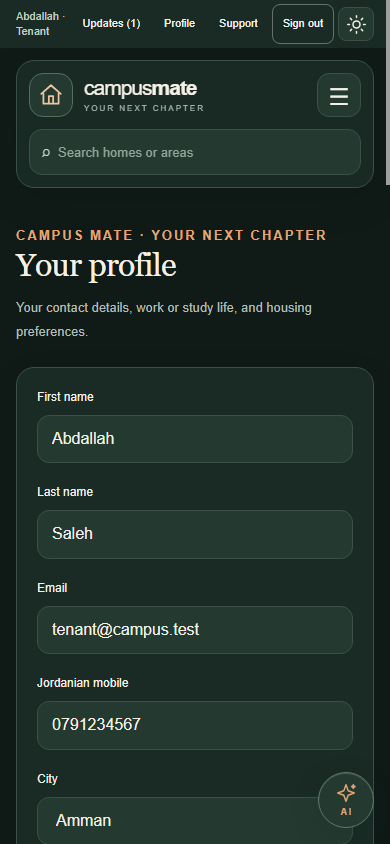 Abdallah ·
Tenant
Updates (1)
Profile
Support
Sign out
campusmate
YOUR NEXT CHAPTER
Search homes or areas
CAMPUS MATE · YOUR NEXT CHAPTER
Your profile
Your contact details, work or study life, and housing
preferences.
First name
Abdallah
Last name
Saleh
Email
tenant@campus.test
Jordanian mobile
0791234567
City
Amman
AI